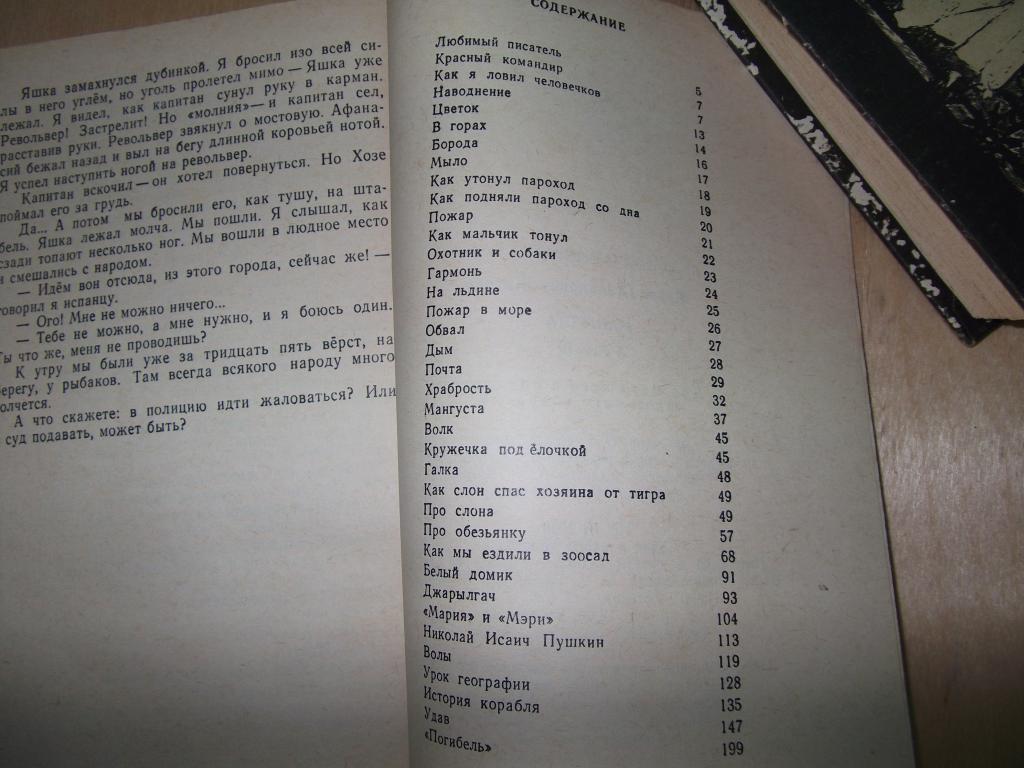 Яшка замахнулся дубинкой. Я бросил изо всей си-
лы в него углём, но уголь пролетел мимо — Яшка уже
лежал. Я видел, как капитан сунул руку в карман.
Револьвер! Застрелит! Но «молния» — и капитан сел,
расставив руки. Револьвер звякнул о мостовую. Афана-
сий бежал назад и выл на бегу длинной коровьей нотой.
Я успел наступить ногой на револьвер.
Капитан вскочил — он хотел повернуться. Но Хозе
поймал его за грудь.
Да... А потом мы бросили его, как тушу, на шта-
бель. Яшка лежал молча. Мы пошли. Я слышал, как
сзади топают несколько ног. Мы вошли в людное место
и смешались с народом.
— Идём вон отсюда, из этого города, сейчас же! —
говорил я испанцу.
— Ого! Мне не можно ничего...
— Тебе не можно, а мне нужно, и я боюсь один.
Ты что же, меня не проводишь?
К утру мы были уже за тридцать пять вёрст, на
берегу, у рыбаков. Там всегда всякого народу много
толчется.
А что скажете: в полицию идти жаловаться? Или
суд подавать, может быть?
СОДЕРЖАНИЕ
Любимый писатель 5
Красный командир 7
Как я ловил человечков 7
Наводнение 13
Цветок 14
В горах 16
Борода 17
Мыло 18
Как утонул пароход 19
Как подняли пароход со дна 20
Пожар 21
Как мальчик тонул 22
Охотник и собаки 23
Гармонь 24
На льдине 25
Пожар в море 26
Обвал 27
Дым 28
Почта 29
Храбрость 32
Мангуста 37
Волк 45
Кружечка под ёлочкой 45
Галка 48
Как слон спас хозяина от тигра 49
Про слона 49
Про обезьянку 57
Как мы ездили в зоосад 68
Белый домик 91
Джарылгач 93
«Мария» и «Мэри» 104
Николай Исаич Пушкин 113
Волы 119
Урок географии 128
История корабля 135
Удав 147
«Погибель» 199